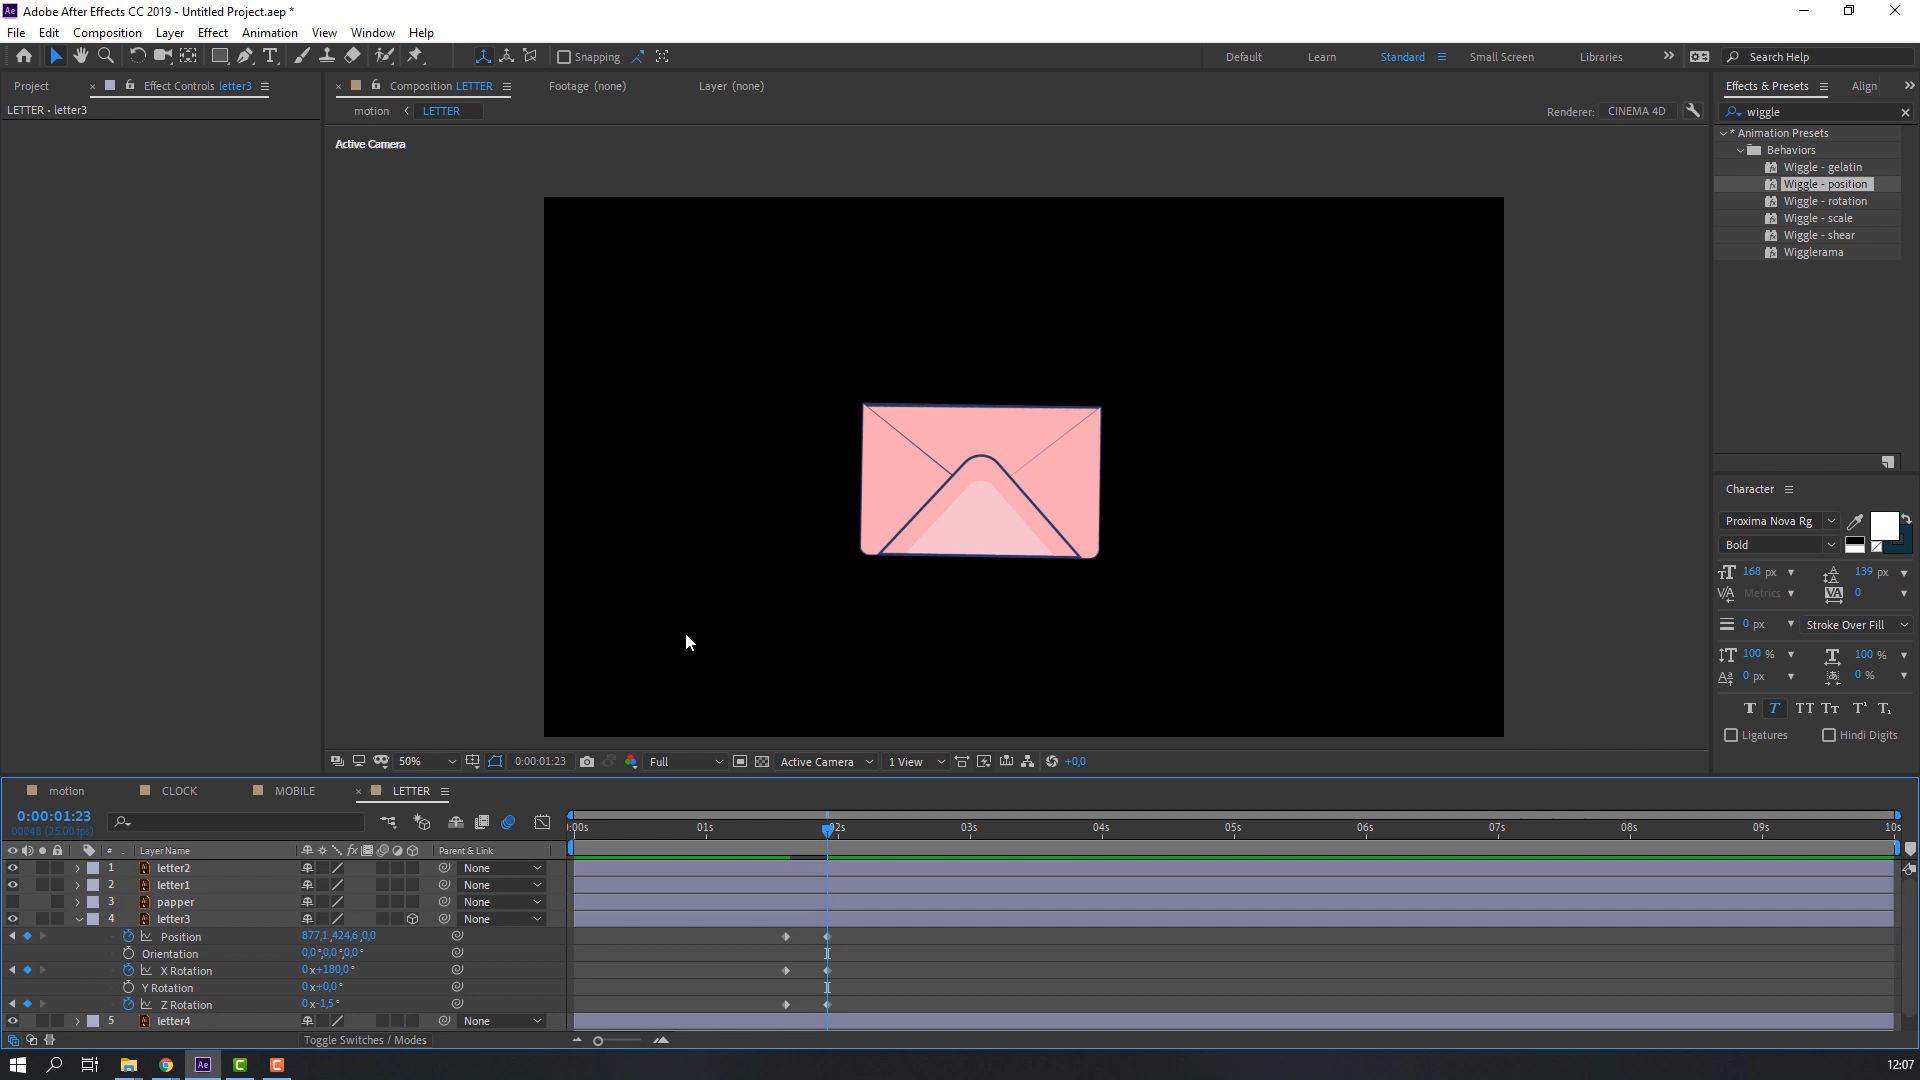 Adobe After Effects CC 2019 - Untitled Project.aep *
File Edit Composition Layer Effect Animation View Window Help
Snapping Default Learn Standard Small Screen Libraries Search Help
Project Effect Controls letter3 Composition LETTER Footage (none) Layer (none) Effects & Presets Align
LETTER • letter3
motion LETTER Renderer: CINEMA 4D
wiggle
Active Camera
* Animation Presets
Behaviors
Wiggle - gelatin
Wiggle - position
Wiggle - rotation
Wiggle - scale
Wiggle - shear
Wigglerama
Character
Proxima Nova Rg
Bold
168 px 139 px
Metrics 0
0 px Stroke Over Fill
100 % 100 %
0 px 0 %
Ligatures Hindi Digits
50% 0:00:01:23 Full Active Camera 1 View +0,0
motion CLOCK MOBILE LETTER
0:00:01:23
00048 (25.00 fps)
:00s 01s 02s 03s 04s 05s 06s 07s 08s 09s 10s
# Layer Name fx Parent & Link
1 letter2 None
2 letter1 None
3 papper None
4 letter3 None
Position 877,1 ,424,6 ,0,0
Orientation 0,0 °,0,0 °,0,0 °
X Rotation 0 x+180,0 °
Y Rotation 0 x+0,0 °
Z Rotation 0 x-1,5 °
5 letter4 None
Toggle Switches / Modes
12:07